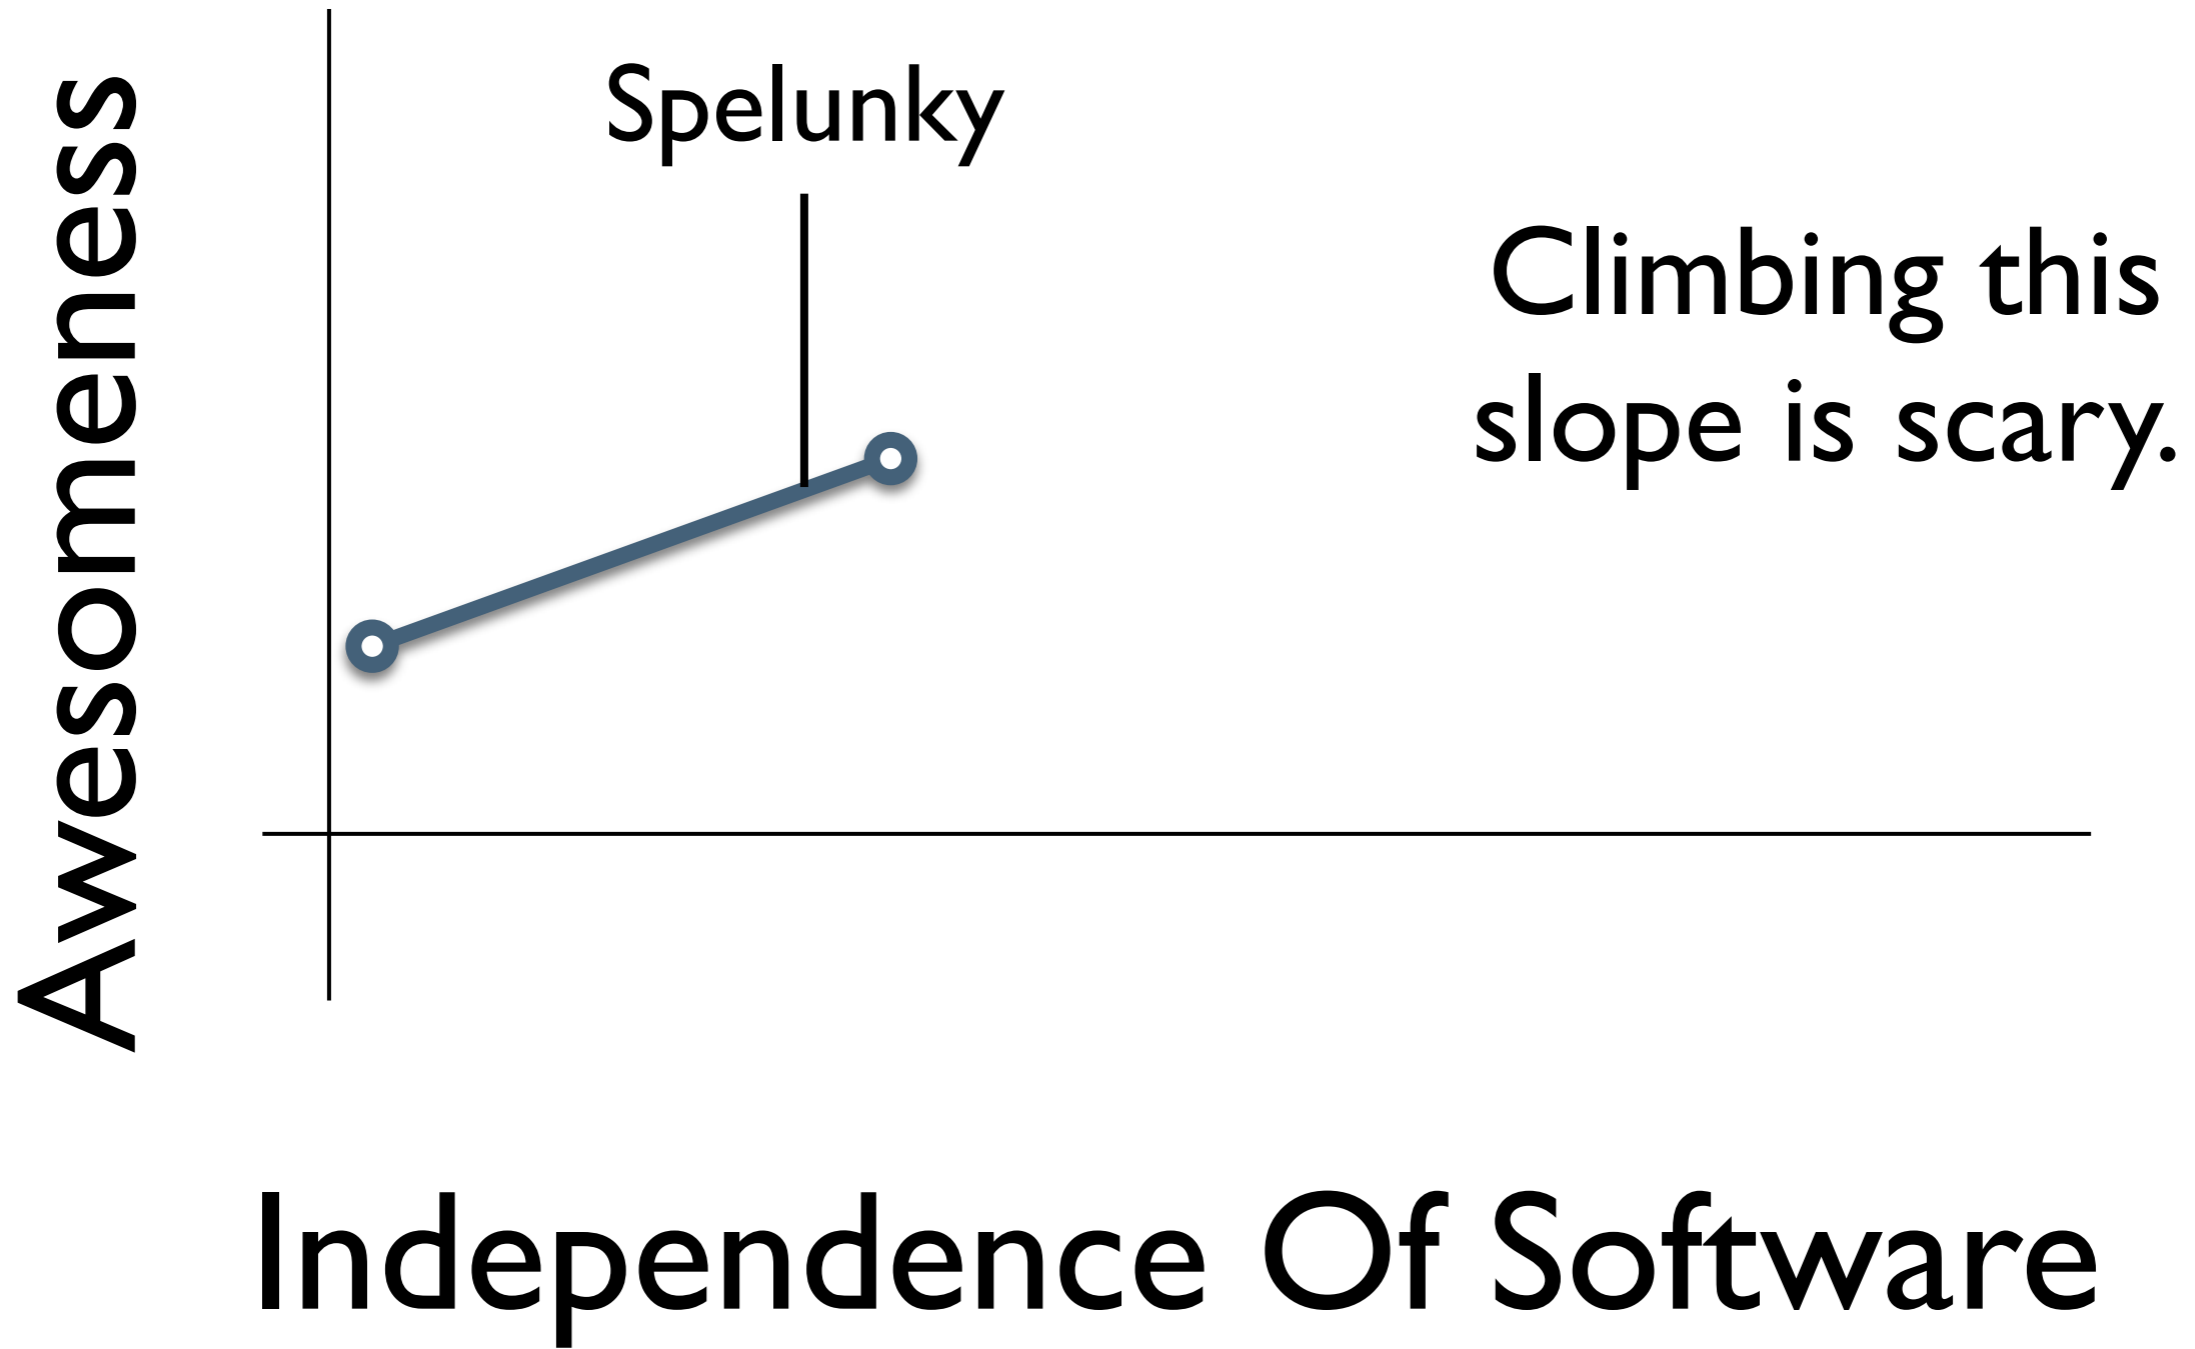 Awesomeness
Spelunky
Climbing this
slope is scary.
Independence Of Software